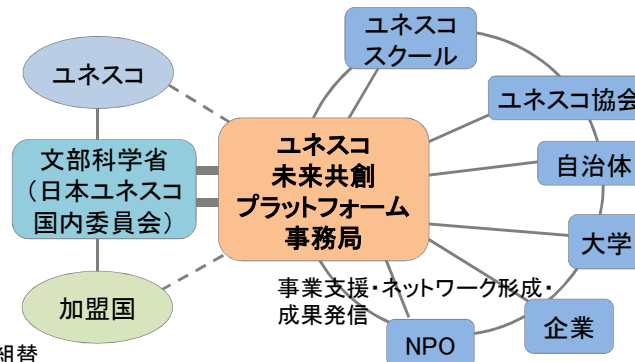 ユネスコ
スクール
ユネスコ
ユネスコ協会
文部科学省
(日本ユネスコ
国内委員会)
ユネスコ
未来共創
プラットフォーム
事務局
自治体
大学
事業支援・ネットワーク形成・
成果発信
加盟国
企業
NPO
組替